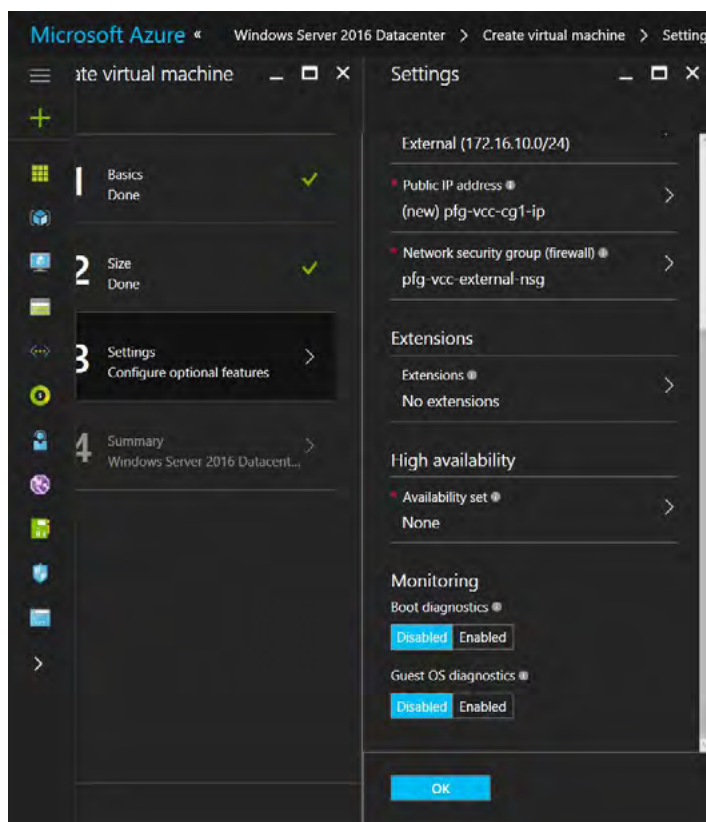 Microsoft Azure « Windows Server 2016 Datacenter > Create virtual machine > Setting
ate virtual machine
Settings
External (172.16.10.0/24)
* Public IP address
(new) pfg-vcc-cg1-ip
* Network security group (firewall)
pfg-vcc-external-nsg
1 Basics
Done
2 Size
Done
3 Settings
Configure optional features
4 Summary
Windows Server 2016 Datacent...
Extensions
Extensions
No extensions
High availability
* Availability set
None
Monitoring
Boot diagnostics
Disabled Enabled
Guest OS diagnostics
Disabled Enabled
OK